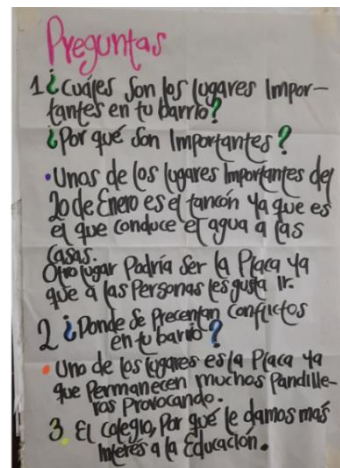 Preguntas
1 ¿Cuáles son los lugares Impor-
tantes en tu barrio?
¿Por qué son Importantes?
•Unos de los lugares Importantes del
20 de Enero es el tancón ya que es
el que conduce el agua a las
casas.
Otro lugar Podría ser la Placa ya
que a las Personas les gusta ir.
2 ¿Donde se Precentan Conflictos
en tu barrio?
• Uno de los lugares es la Placa ya
que Permanecen muchos Pandille-
ros Provocando.
3. El colegio, Por qué le damos más
Interés a la Educación.